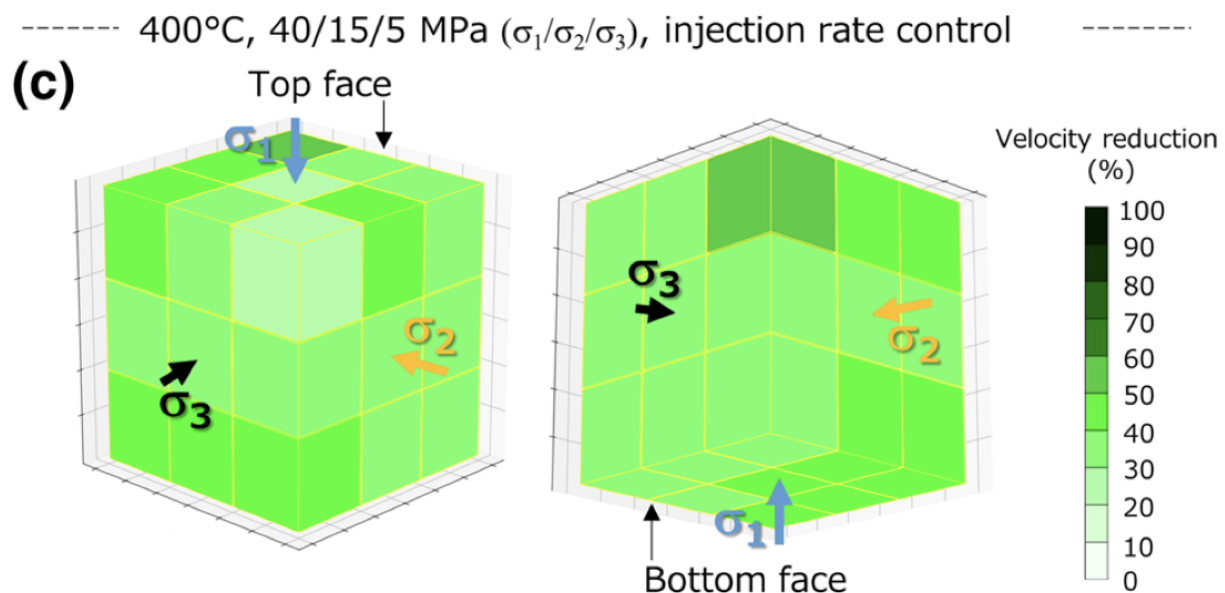 400°C, 40/15/5 MPa (σ1/σ2/σ3), injection rate control
(c)
Top face
σ1
σ2
σ3
σ3
σ2
σ1
Bottom face
Velocity reduction
(%)
100
90
80
70
60
50
40
30
20
10
0